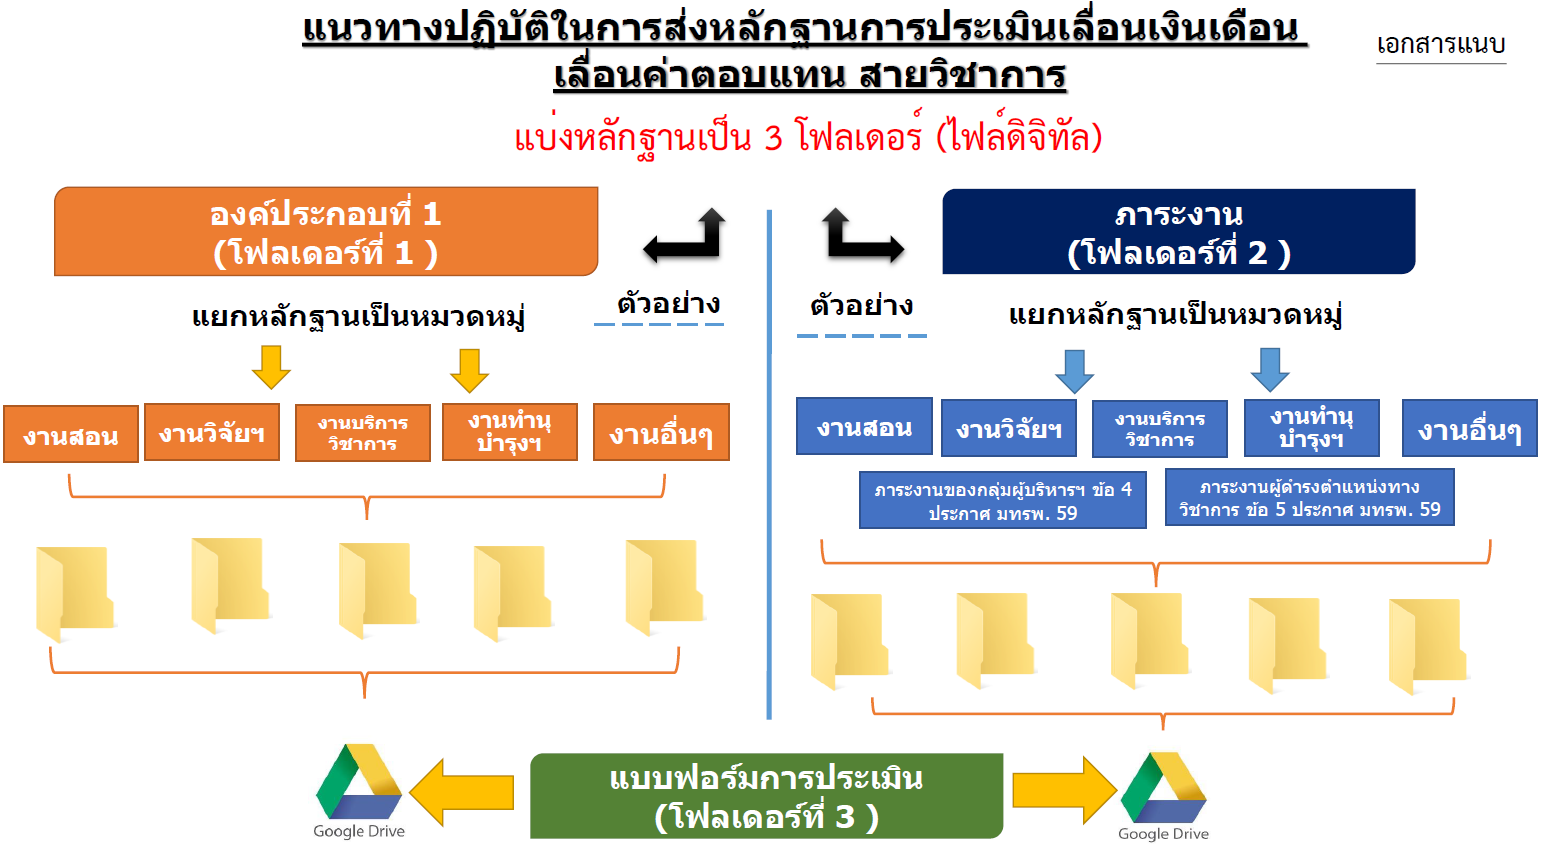 แนวทางปฏิบัติในการส่งหลักฐานการประเมินเลื่อนเงินเดือน
เลื่อนค่าตอบแทน สายวิชาการ
เอกสารแนบ
แบ่งหลักฐานเป็น 3 โฟลเดอร์ (ไฟล์ดิจิทัล)
องค์ประกอบที่ 1
(โฟลเดอร์ที่ 1 )
ตัวอย่าง
แยกหลักฐานเป็นหมวดหมู่
งานสอน
งานวิจัยฯ
งานบริการ
วิชาการ
งานทำนุ
บำรุงฯ
งานอื่นๆ
ภาระงาน
(โฟลเดอร์ที่ 2 )
ตัวอย่าง
แยกหลักฐานเป็นหมวดหมู่
งานสอน
งานวิจัยฯ
งานบริการ
วิชาการ
งานทำนุ
บำรุงฯ
งานอื่นๆ
ภาระงานของกลุ่มผู้บริหารฯ ข้อ 4
ประกาศ มทรพ. 59
ภาระงานผู้ดำรงตำแหน่งทาง
วิชาการ ข้อ 5 ประกาศ มทรพ. 59
Google Drive
แบบฟอร์มการประเมิน
(โฟลเดอร์ที่ 3 )
Google Drive